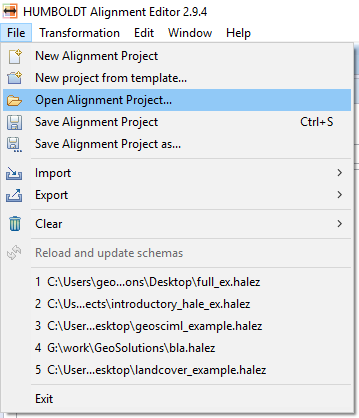 HUMBOLDT Alignment Editor 2.9.4
File Transformation Edit Window Help
New Alignment Project
New project from template...
Open Alignment Project...
Save Alignment Project Ctrl+S
Save Alignment Project as...
Import
Export
Clear
Reload and update schemas
1 C:\Users\geo...ons\Desktop\full_ex.halez
2 C:\Us...ects\introductory_hale_ex.halez
3 C:\User...esktop\geosciml_example.halez
4 G:\work\GeoSolutions\bla.halez
5 C:\User...esktop\landcover_example.halez
Exit